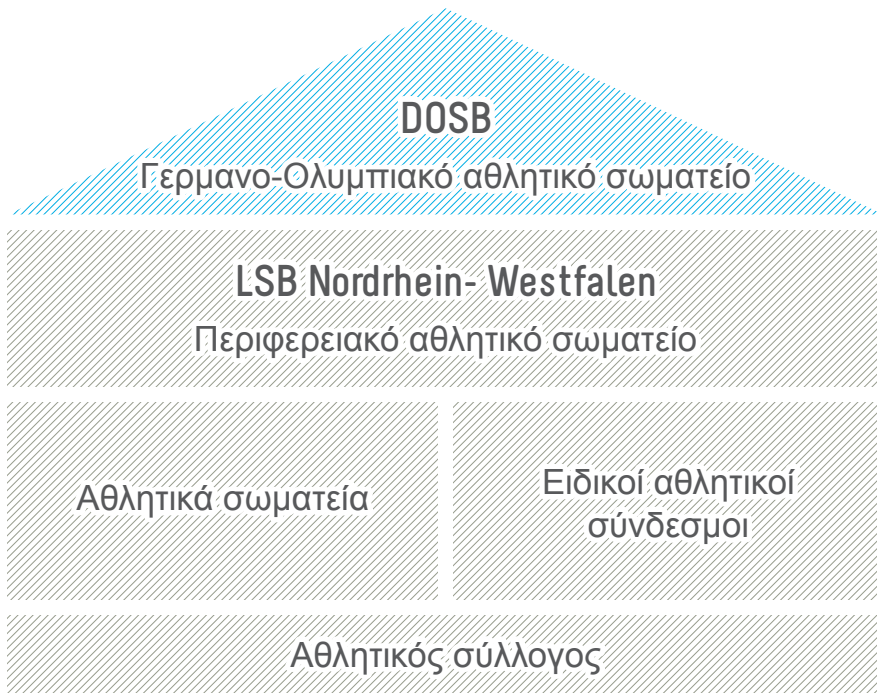 DOSB
Γερμανο-Ολυμπιακό αθλητικό σωματείο
LSB Nordrhein- Westfalen
Περιφερειακό αθλητικό σωματείο
Αθλητικά σωματεία
Ειδικοί αθλητικοί
σύνδεσμοι
Αθλητικός σύλλογος